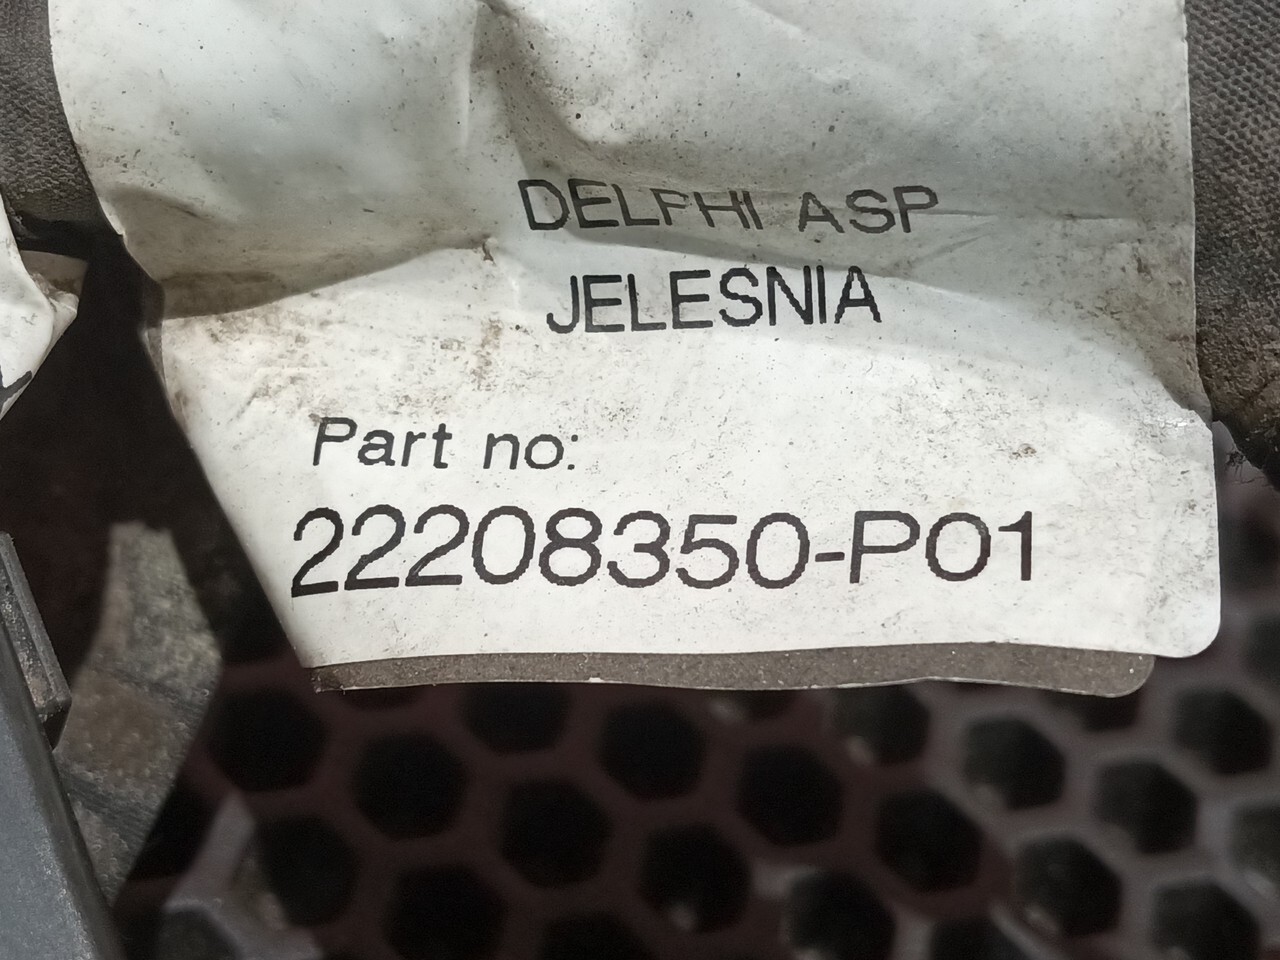 DELPHI ASP
JELESNIA
Part no:
22208350-P01